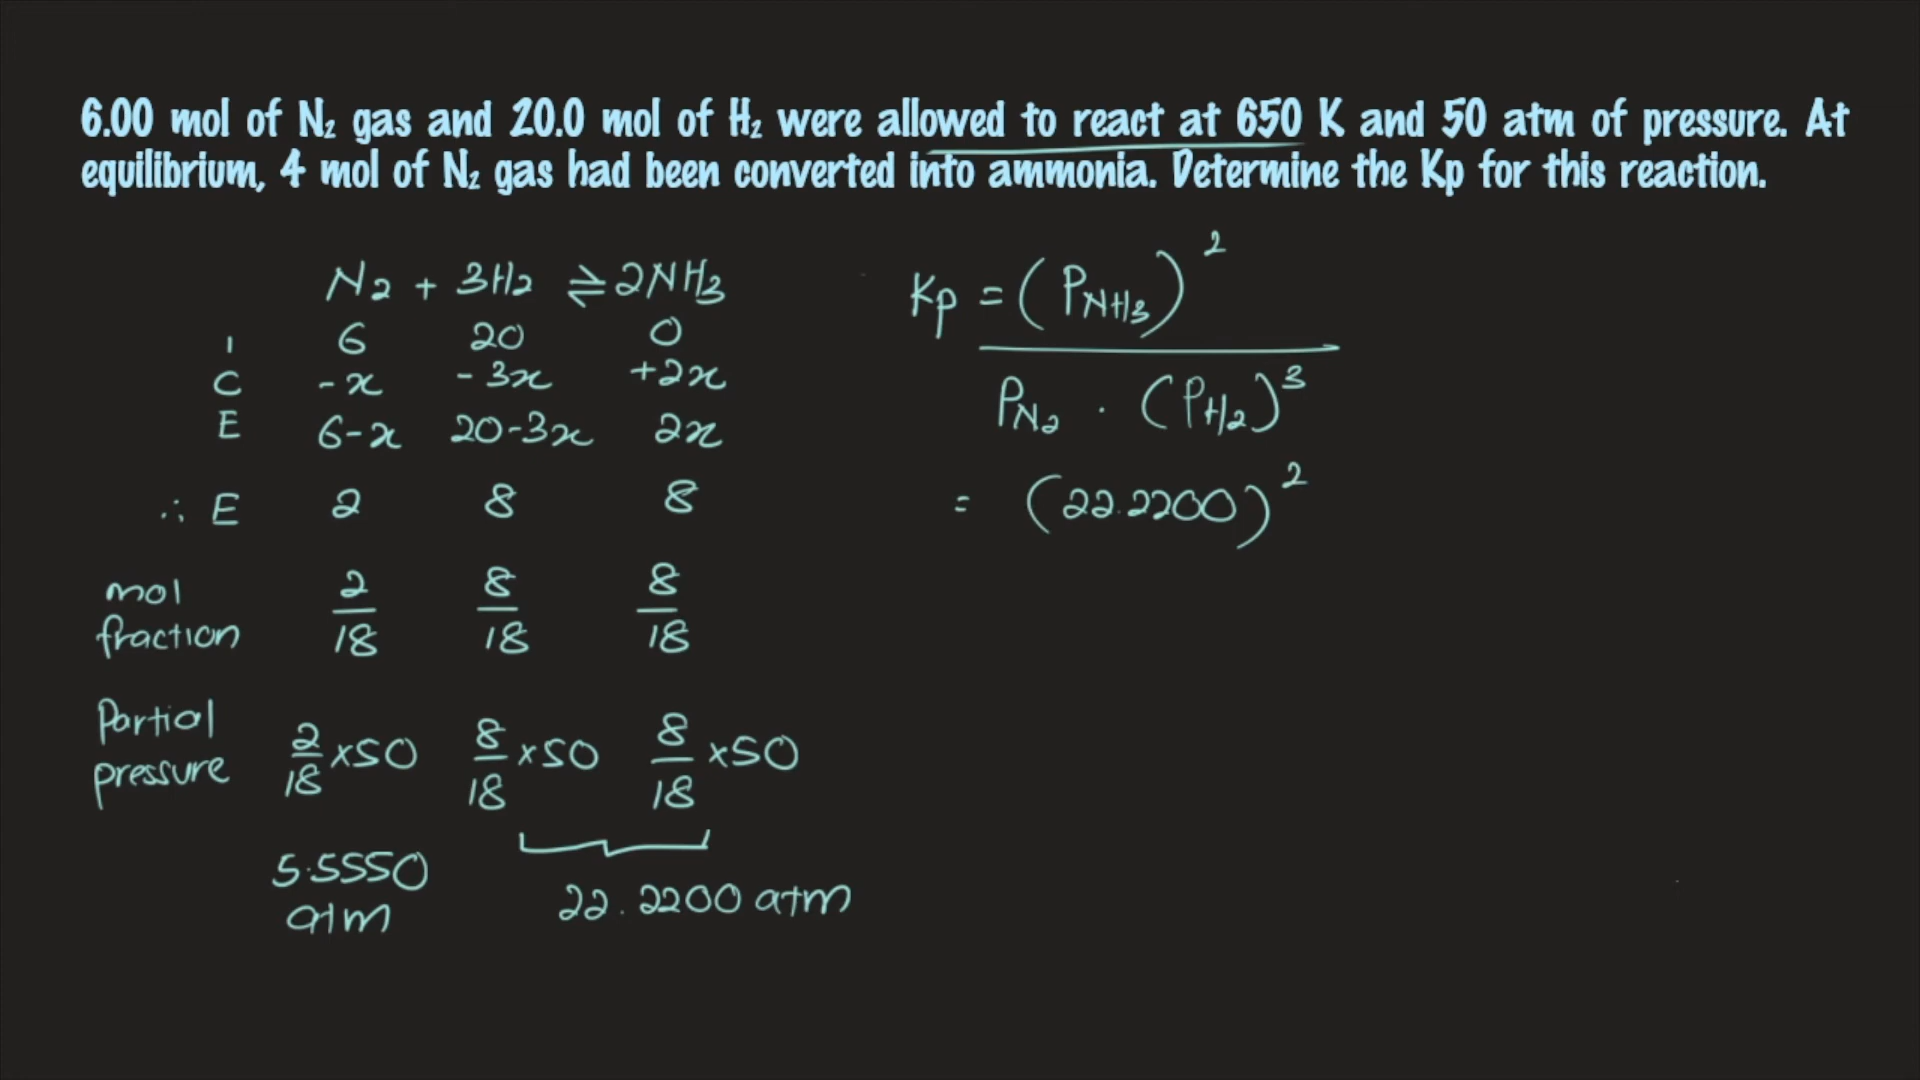 6.00 mol of N₂ gas and 20.0 mol of H₂ were allowed to react at 650 K and 50 atm of pressure. At
equilibrium, 4 mol of N₂ gas had been converted into ammonia. Determine the Kp for this reaction.
N₂ + 3H₂ ⇌ 2NH₃
I 6 20 0
C -x -3x +2x
E 6-x 20-3x 2x
∴ E 2 8 8
mol fraction 2/18 8/18 8/18
Partial pressure 2/18 ×50 8/18 ×50 8/18 ×50
5.5550 atm 22.2200 atm
Kp = (P_NH₃)²
P_N₂ · (P_H₂)³
= (22.2200)²